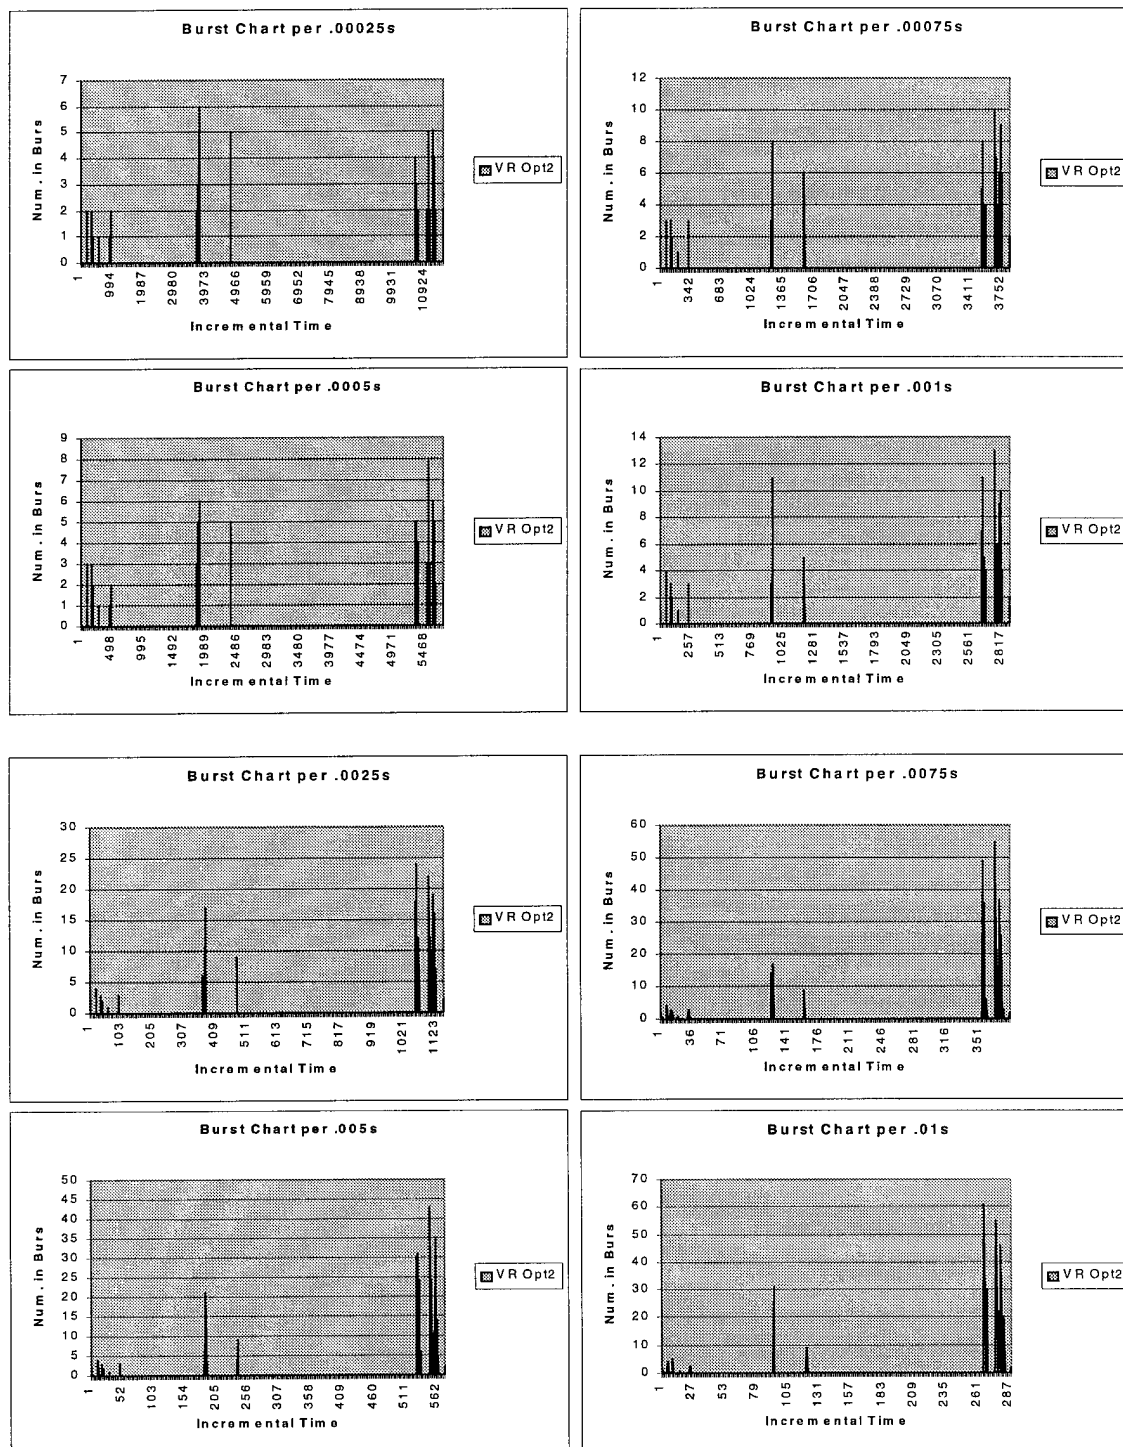 Burst Chart per .00025s
7
6
5
4
3
2
1
0
Num. in Burs
1 994 1987 2980 3973 4966 5959 6952 7945 8938 9931 10924
Incremental Time
VR Opt2
Burst Chart per .00075s
12
10
8
6
4
2
0
Num. in Burs
1 342 683 1024 1365 1706 2047 2388 2729 3070 3411 3752
Incremental Time
VR Opt2
Burst Chart per .0005s
9
8
7
6
5
4
3
2
1
0
Num. in Burs
1 498 995 1492 1989 2486 2983 3480 3977 4474 4971 5468
Incremental Time
VR Opt2
Burst Chart per .001s
14
12
10
8
6
4
2
0
Num. in Burs
1 257 513 769 1025 1281 1537 1793 2049 2305 2561 2817
Incremental Time
VR Opt2
Burst Chart per .0025s
30
25
20
15
10
5
0
Num. in Burs
1 103 205 307 409 511 613 715 817 919 1021 1123
Incremental Time
VR Opt2
Burst Chart per .0075s
60
50
40
30
20
10
0
Num. in Burs
1 36 71 106 141 176 211 246 281 316 351
Incremental Time
VR Opt2
Burst Chart per .005s
50
45
40
35
30
25
20
15
10
5
0
Num. in Burs
1 52 103 154 205 256 307 358 409 460 511 562
Incremental Time
VR Opt2
Burst Chart per .01s
70
60
50
40
30
20
10
0
Num. in Burs
1 27 53 79 105 131 157 183 209 235 261 287
Incremental Time
VR Opt2